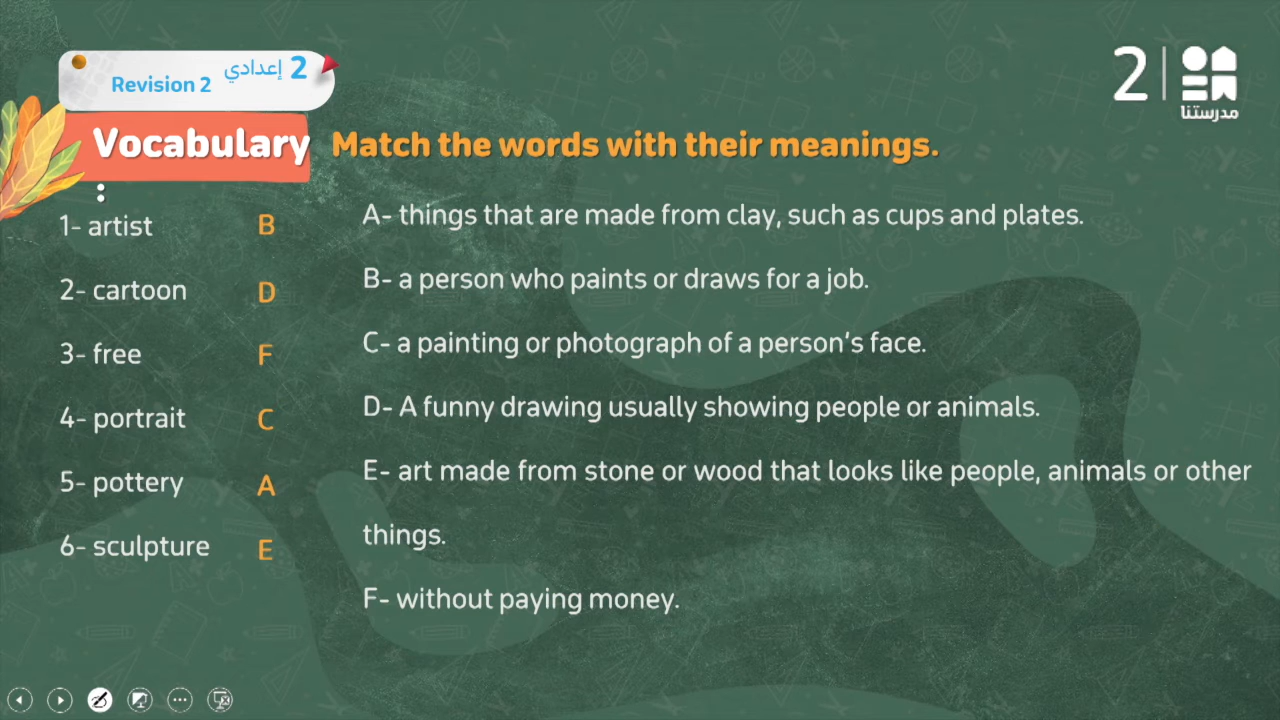 2 إعدادي
Revision 2
2
مدرستنا
Vocabulary
:
Match the words with their meanings.
1- artist B
2- cartoon D
3- free F
4- portrait C
5- pottery A
6- sculpture E
A- things that are made from clay, such as cups and plates.
B- a person who paints or draws for a job.
C- a painting or photograph of a person's face.
D- A funny drawing usually showing people or animals.
E- art made from stone or wood that looks like people, animals or other
things.
F- without paying money.